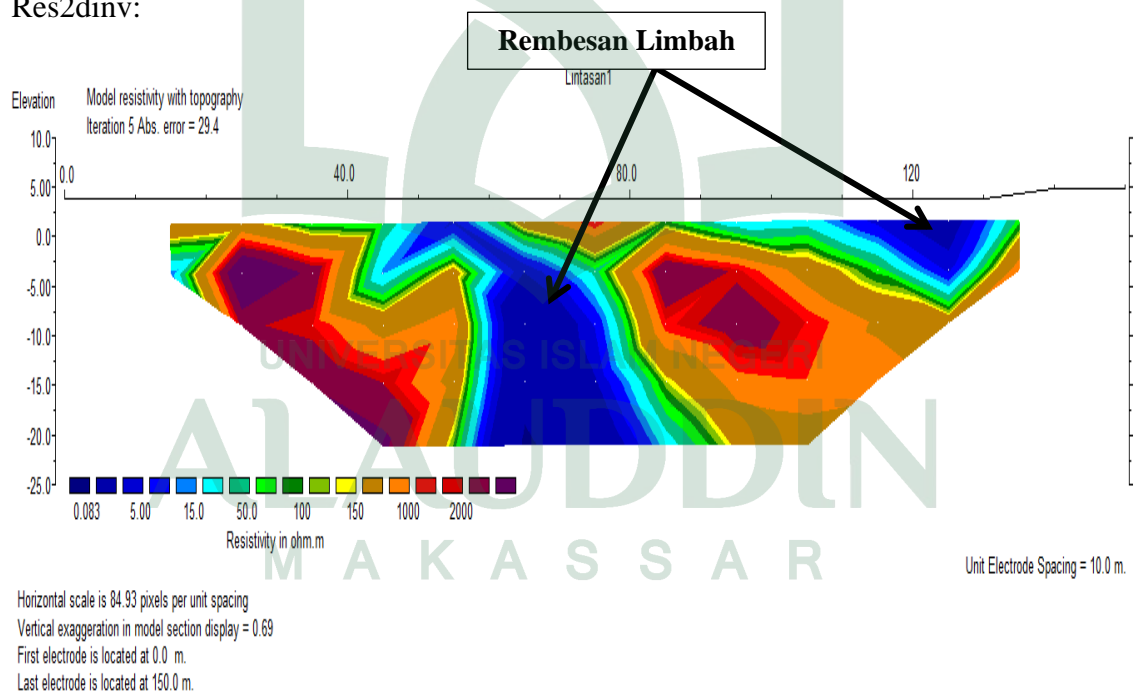 Res2dinv:
Rembesan Limbah
Lintasan1
Elevation
Model resistivity with topography
Iteration 5 Abs. error = 29.4
10.0
0.0 40.0 80.0 120
5.00
0.0
-5.00
-10.0
UNIVERSITAS ISLAM NEGERI
-15.0
ALAUDDIN
-20.0
-25.0
0.083 5.00 15.0 50.0 100 150 1000 2000
Resistivity in ohm.m
MAKASSAR
Unit Electrode Spacing = 10.0 m.
Horizontal scale is 84.93 pixels per unit spacing
Vertical exaggeration in model section display = 0.69
First electrode is located at 0.0 m.
Last electrode is located at 150.0 m.